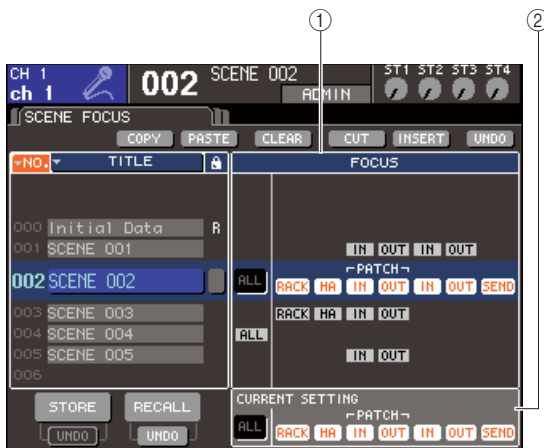 ① ②
CH 1
ch 1
002
SCENE 002
ADMIN
ST1 ST2 ST3 ST4
SCENE FOCUS
COPY PASTE CLEAR CUT INSERT UNDO
NO. TITLE FOCUS
000 Initial Data R
001 SCENE 001 IN OUT IN OUT
PATCH
002 SCENE 002 ALL RACK HA IN OUT IN OUT SEND
003 SCENE 003 RACK HA IN OUT
004 SCENE 004 ALL
005 SCENE 005 IN OUT
006
STORE RECALL
UNDO UNDO
CURRENT SETTING
PATCH
ALL RACK HA IN OUT IN OUT SEND